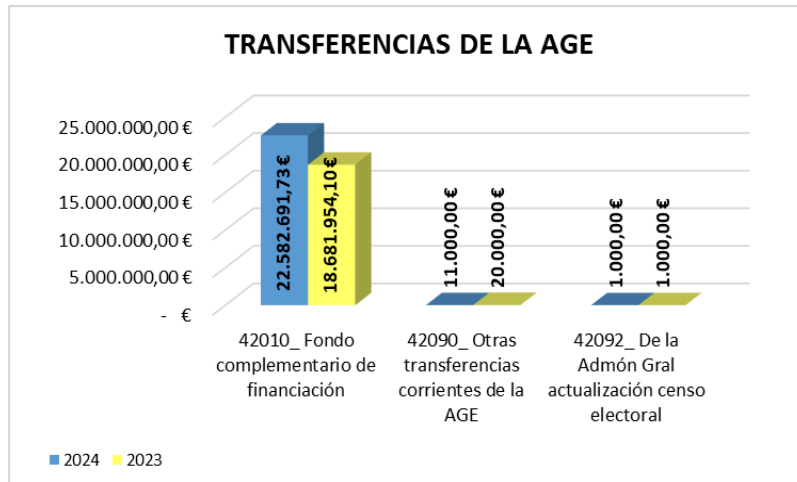 TRANSFERENCIAS DE LA AGE
25.000.000,00 €
20.000.000,00 €
15.000.000,00 €
10.000.000,00 €
5.000.000,00 €
- €
22.582.691,73 €
18.681.954,10 €
11.000,00 €
20.000,00 €
1.000,00 €
1.000,00 €
42010_ Fondo
complementario de
financiación
42090_ Otras
transferencias
corrientes de la
AGE
42092_ De la
Admón Gral
actualización censo
electoral
2024
2023